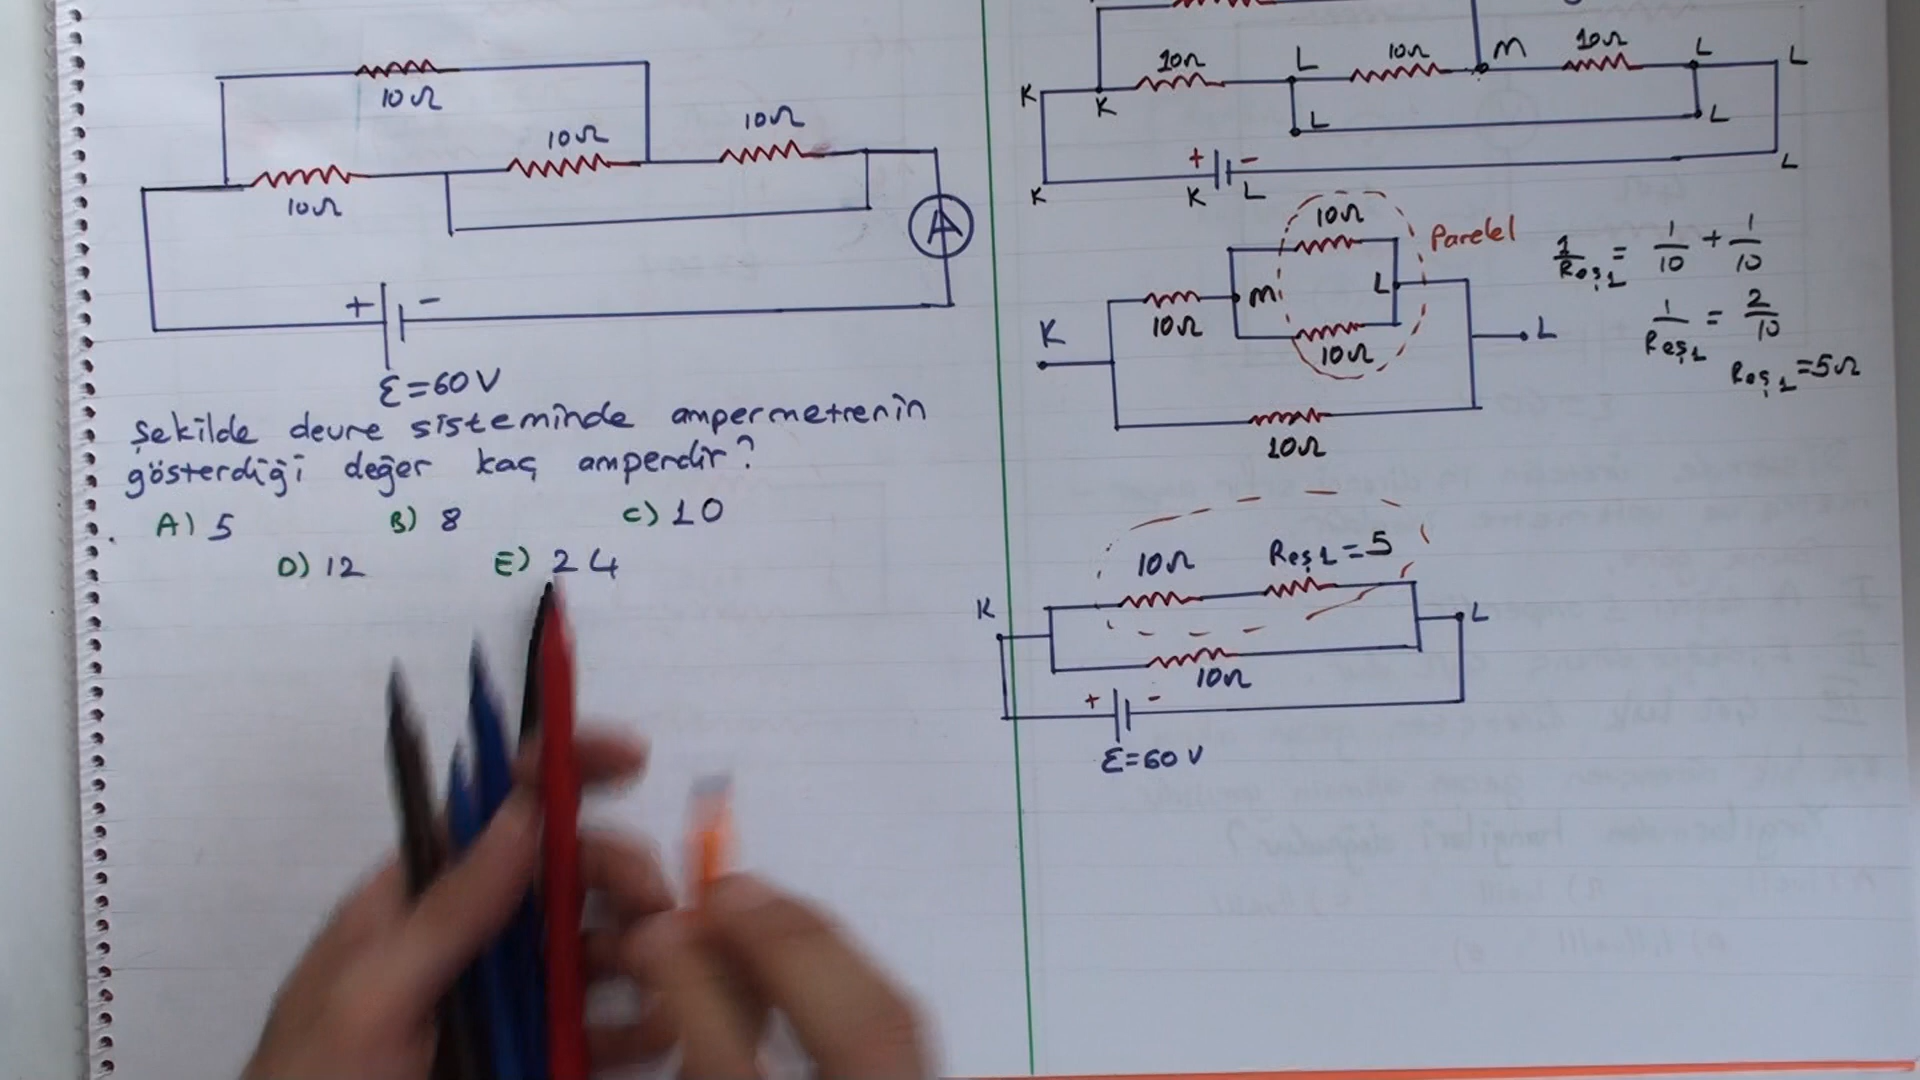 10Ω
10Ω
10Ω
10Ω
A
+ -
Ɛ=60V
Şekilde devre sisteminde ampermetrenin
gösterdiği değer kaç amperdir?
A) 5 B) 8 C) 10
D) 12 E) 24
10Ω L 10Ω M 10Ω L L
K K
L L
+ - L
K K L
10Ω
Parelel
M L
10Ω
K L
10Ω
10Ω
1/Reş1 = 1/10 + 1/10
1/Reş1 = 2/10
Reş1=5Ω
10Ω Reş1=5
K L
10Ω
+ -
Ɛ=60 V